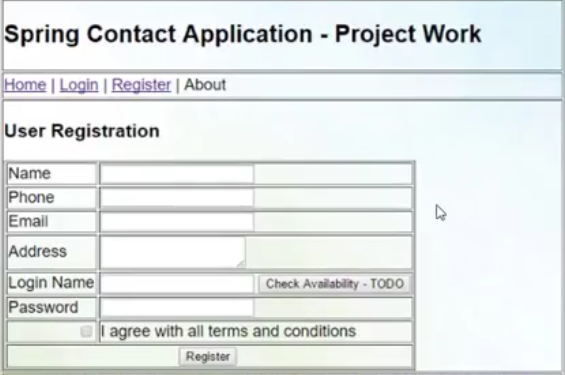 Spring Contact Application - Project Work
Home | Login | Register | About
User Registration
Name
Phone
Email
Address
Login Name Check Availability - TODO
Password
I agree with all terms and conditions
Register